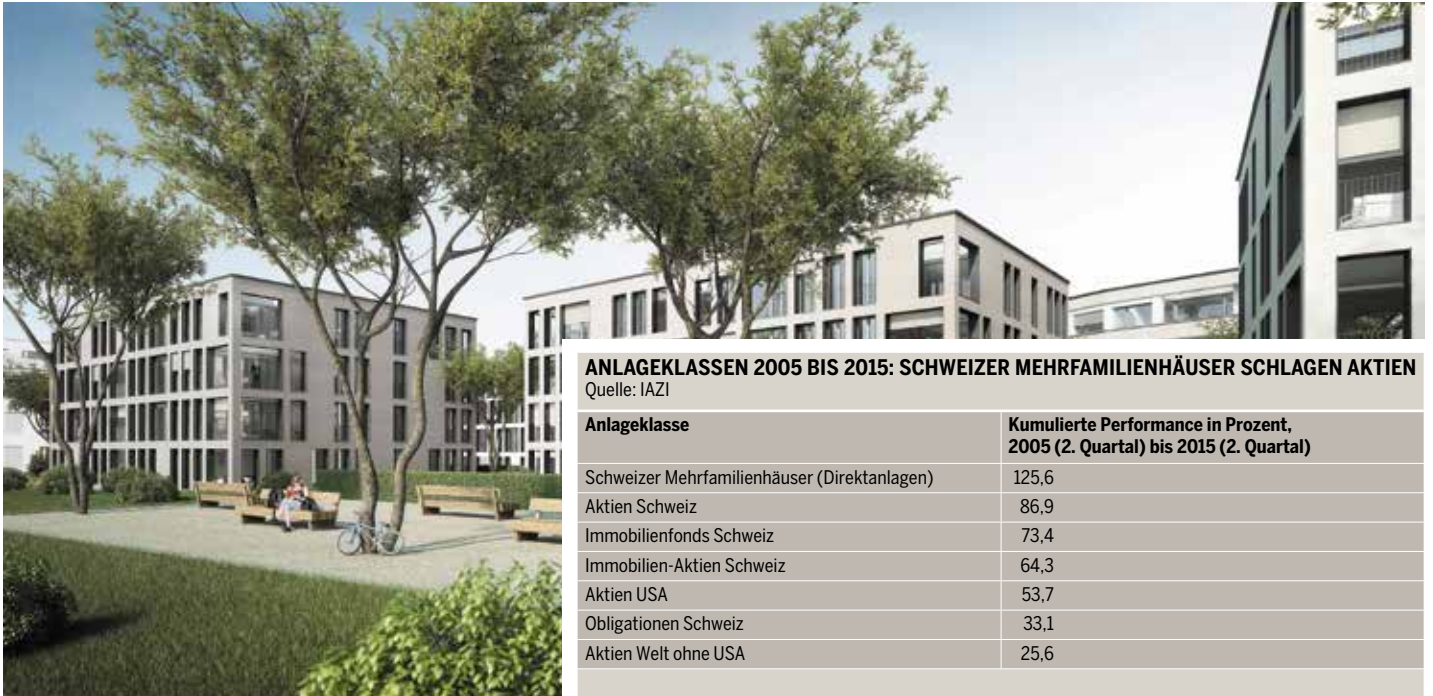 ANLAGEKLASSEN 2005 BIS 2015: SCHWEIZER MEHRFAMILIENHÄUSER SCHLAGEN AKTIEN
Quelle: IAZI
Anlageklasse
Kumulierte Performance in Prozent,
2005 (2. Quartal) bis 2015 (2. Quartal)
Schweizer Mehrfamilienhäuser (Direktanlagen) 125,6
Aktien Schweiz 86,9
Immobilienfonds Schweiz 73,4
Immobilien-Aktien Schweiz 64,3
Aktien USA 53,7
Obligationen Schweiz 33,1
Aktien Welt ohne USA 25,6